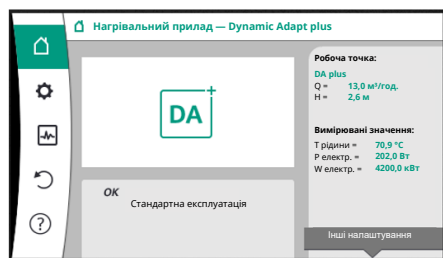 Нагрівальний прилад — Dynamic Adapt plus
DA+
OK
Стандартна експлуатація
Робоча точка:
DA plus
Q = 13,0 м³/год.
H = 2,6 м
Вимірювані значення:
T рідини = 70,9 °C
P електр. = 202,0 Вт
W електр. = 4200,0 кВт
Інші налаштування
?